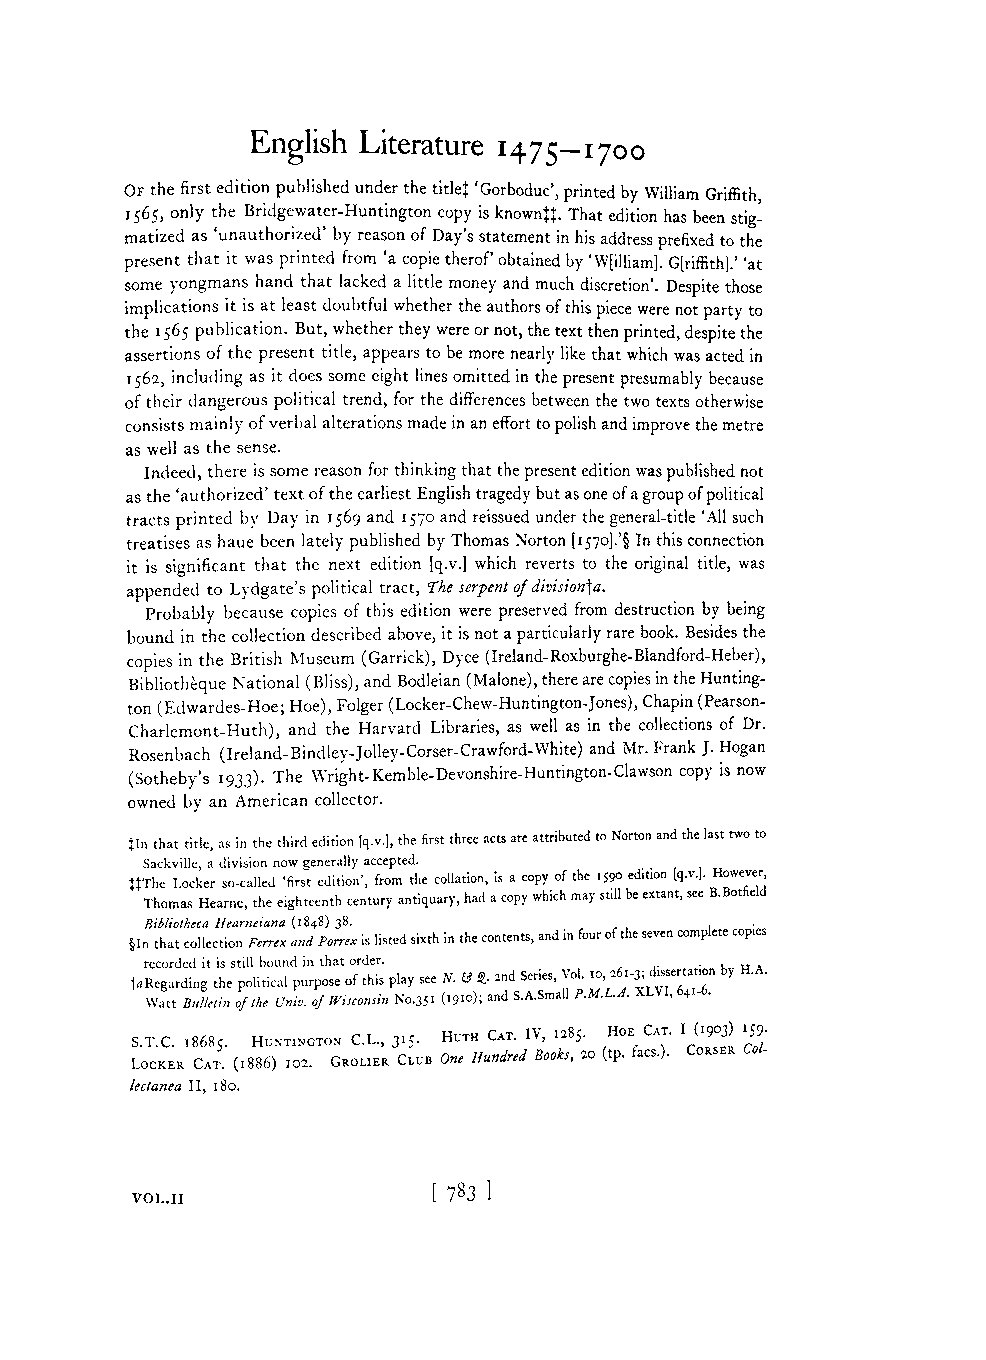 English Literature 1475–1700
OF the first edition published under the title‡ ‘Gorboduc’, printed by William Griffith,
1565, only the Bridgewater-Huntington copy is known‡‡. That edition has been stig-
matized as ‘unauthorized’ by reason of Day's statement in his address prefixed to the
present that it was printed from ‘a copie therof’ obtained by ‘W[illiam]. G[riffith].’ ‘at
some yongmans hand that lacked a little money and much discretion’. Despite those
implications it is at least doubtful whether the authors of this piece were not party to
the 1565 publication. But, whether they were or not, the text then printed, despite the
assertions of the present title, appears to be more nearly like that which was acted in
1562, including as it does some eight lines omitted in the present presumably because
of their dangerous political trend, for the differences between the two texts otherwise
consists mainly of verbal alterations made in an effort to polish and improve the metre
as well as the sense.
Indeed, there is some reason for thinking that the present edition was published not
as the ‘authorized’ text of the earliest English tragedy but as one of a group of political
tracts printed by Day in 1569 and 1570 and reissued under the general-title ‘All such
treatises as haue been lately published by Thomas Norton [1570].’§ In this connection
it is significant that the next edition [q.v.] which reverts to the original title, was
appended to Lydgate's political tract, The serpent of division†a.
Probably because copies of this edition were preserved from destruction by being
bound in the collection described above, it is not a particularly rare book. Besides the
copies in the British Museum (Garrick), Dyce (Ireland-Roxburghe-Blandford-Heber),
Bibliothèque National (Bliss), and Bodleian (Malone), there are copies in the Hunting-
ton (Edwardes-Hoe; Hoe), Folger (Locker-Chew-Huntington-Jones), Chapin (Pearson-
Charlemont-Huth), and the Harvard Libraries, as well as in the collections of Dr.
Rosenbach (Ireland-Bindley-Jolley-Corser-Crawford-White) and Mr. Frank J. Hogan
(Sotheby's 1933). The Wright-Kemble-Devonshire-Huntington-Clawson copy is now
owned by an American collector.
‡In that title, as in the third edition [q.v.], the first three acts are attributed to Norton and the last two to
Sackville, a division now generally accepted.
‡‡The Locker so-called ‘first edition’, from the collation, is a copy of the 1590 edition [q.v.]. However,
Thomas Hearne, the eighteenth century antiquary, had a copy which may still be extant, see B.Botfield
Bibliotheca Hearneiana (1848) 38.
§In that collection Ferrex and Porrex is listed sixth in the contents, and in four of the seven complete copies
recorded it is still bound in that order.
†aRegarding the political purpose of this play see N. & Q. 2nd Series, Vol. 10, 261-3; dissertation by H.A.
Watt Bulletin of the Univ. of Wisconsin No.351 (1910); and S.A.Small P.M.L.A. XLVI, 641-6.
S.T.C. 18685. HUNTINGTON C.L., 315. HUTH CAT. IV, 1285. HOE CAT. I (1903) 159.
LOCKER CAT. (1886) 102. GROLIER CLUB One Hundred Books, 20 (tp. facs.). CORSER Col-
lectanea II, 180.
VOL.II
[ 783 ]